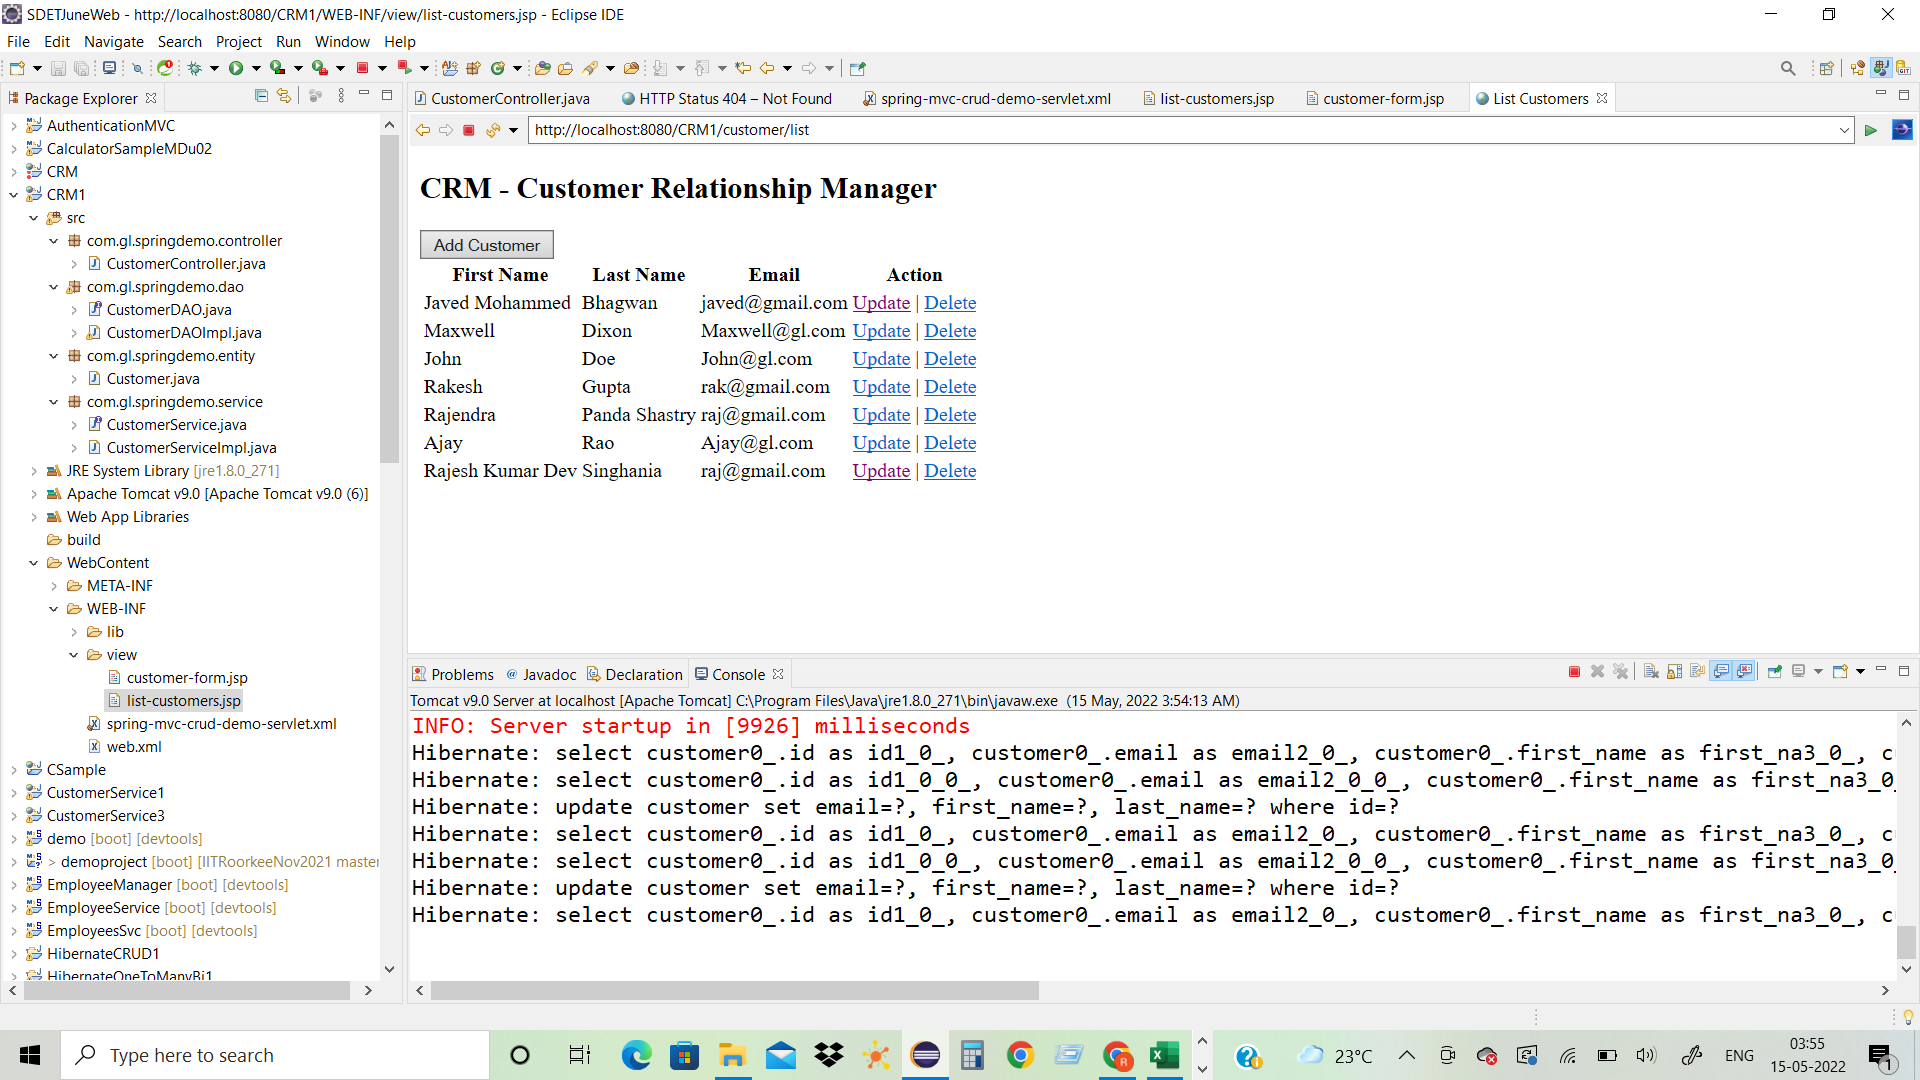 SDETJuneWeb - http://localhost:8080/CRM1/WEB-INF/view/list-customers.jsp - Eclipse IDE
File Edit Navigate Search Project Run Window Help
Package Explorer
AuthenticationMVC
CalculatorSampleMDu02
CRM
CRM1
src
com.gl.springdemo.controller
CustomerController.java
com.gl.springdemo.dao
CustomerDAO.java
CustomerDAOImpl.java
com.gl.springdemo.entity
Customer.java
com.gl.springdemo.service
CustomerService.java
CustomerServiceImpl.java
JRE System Library [jre1.8.0_271]
Apache Tomcat v9.0 [Apache Tomcat v9.0 (6)]
Web App Libraries
build
WebContent
META-INF
WEB-INF
lib
view
customer-form.jsp
list-customers.jsp
spring-mvc-crud-demo-servlet.xml
web.xml
CSample
CustomerService1
CustomerService3
demo [boot] [devtools]
> demoproject [boot] [IITRoorkeeNov2021 master
EmployeeManager [boot] [devtools]
EmployeeService [boot] [devtools]
EmployeesSvc [boot] [devtools]
HibernateCRUD1
HibernateOneToManyBi1
CustomerController.java HTTP Status 404 – Not Found spring-mvc-crud-demo-servlet.xml list-customers.jsp customer-form.jsp List Customers
http://localhost:8080/CRM1/customer/list
CRM - Customer Relationship Manager
Add Customer
First Name Last Name Email Action
Javed Mohammed Bhagwan javed@gmail.com Update | Delete
Maxwell Dixon Maxwell@gl.com Update | Delete
John Doe John@gl.com Update | Delete
Rakesh Gupta rak@gmail.com Update | Delete
Rajendra Panda Shastry raj@gmail.com Update | Delete
Ajay Rao Ajay@gl.com Update | Delete
Rajesh Kumar Dev Singhania raj@gmail.com Update | Delete
Problems Javadoc Declaration Console
Tomcat v9.0 Server at localhost [Apache Tomcat] C:\Program Files\Java\jre1.8.0_271\bin\javaw.exe (15 May, 2022 3:54:13 AM)
INFO: Server startup in [9926] milliseconds
Hibernate: select customer0_.id as id1_0_, customer0_.email as email2_0_, customer0_.first_name as first_na3_0_, c
Hibernate: select customer0_.id as id1_0_0_, customer0_.email as email2_0_0_, customer0_.first_name as first_na3_0
Hibernate: update customer set email=?, first_name=?, last_name=? where id=?
Hibernate: select customer0_.id as id1_0_, customer0_.email as email2_0_, customer0_.first_name as first_na3_0_, c
Hibernate: select customer0_.id as id1_0_0_, customer0_.email as email2_0_0_, customer0_.first_name as first_na3_0
Hibernate: update customer set email=?, first_name=?, last_name=? where id=?
Hibernate: select customer0_.id as id1_0_, customer0_.email as email2_0_, customer0_.first_name as first_na3_0_, c
Type here to search
23°C
ENG
03:55
15-05-2022
1